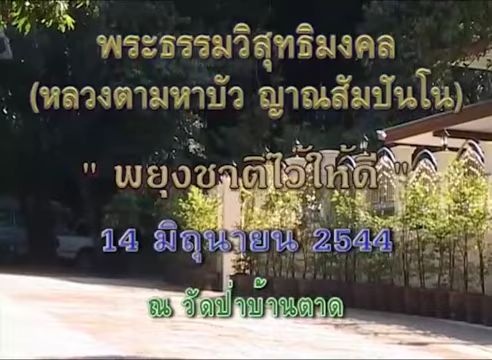 พระธรรมวิสุทธิมงคล
(หลวงตามหาบัว ญาณสัมปันโน)
" พยุงชาติไว้ให้ดี "
14 มิถุนายน 2544
ณ วัดป่าบ้านตาด